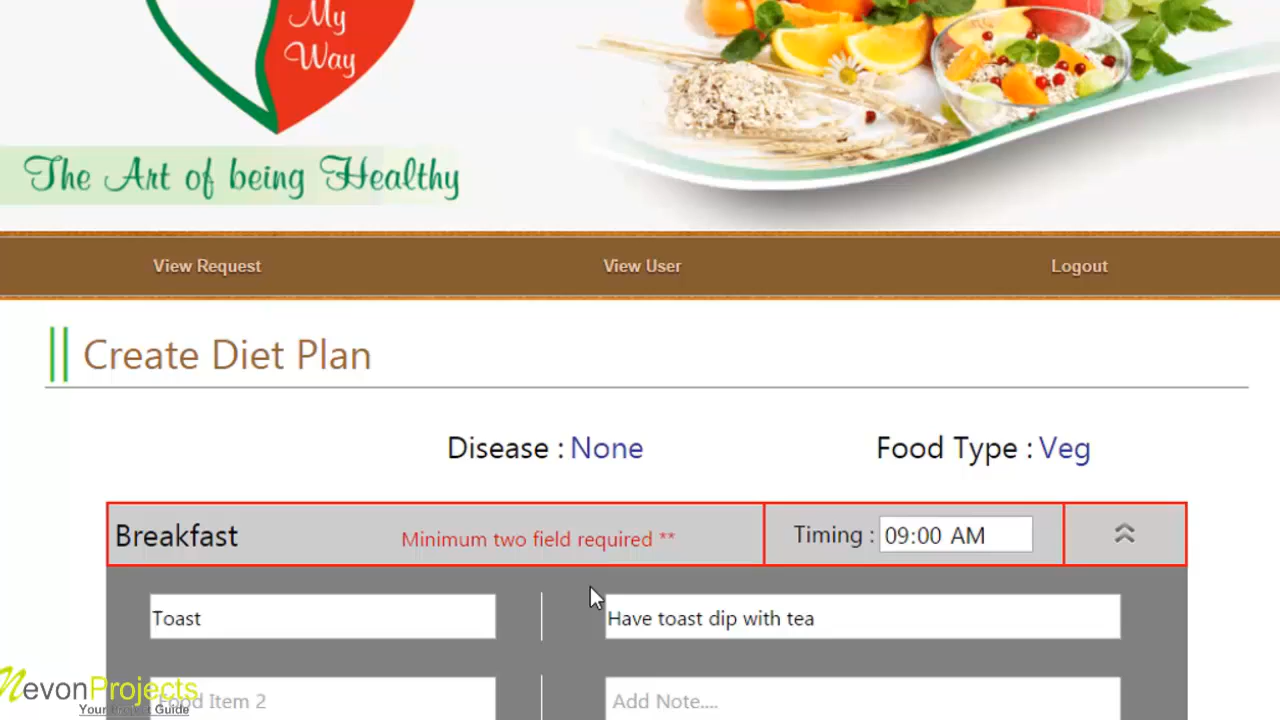 My
Way
The Art of being Healthy
View Request View User Logout
Create Diet Plan
Disease : None Food Type : Veg
Breakfast Minimum two field required ** Timing : 09:00 AM
Toast Have toast dip with tea
Food Item 2 Add Note....
NevonProjects
Your Project Guide